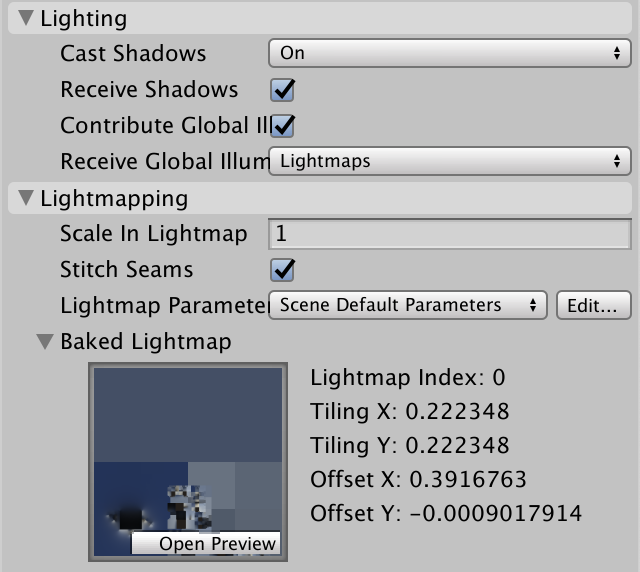 Lighting
Cast Shadows On
Receive Shadows
Contribute Global Ill
Receive Global Illum Lightmaps
Lightmapping
Scale In Lightmap 1
Stitch Seams
Lightmap Parameter Scene Default Parameters Edit...
Baked Lightmap
Lightmap Index: 0
Tiling X: 0.222348
Tiling Y: 0.222348
Offset X: 0.3916763
Offset Y: -0.0009017914
Open Preview